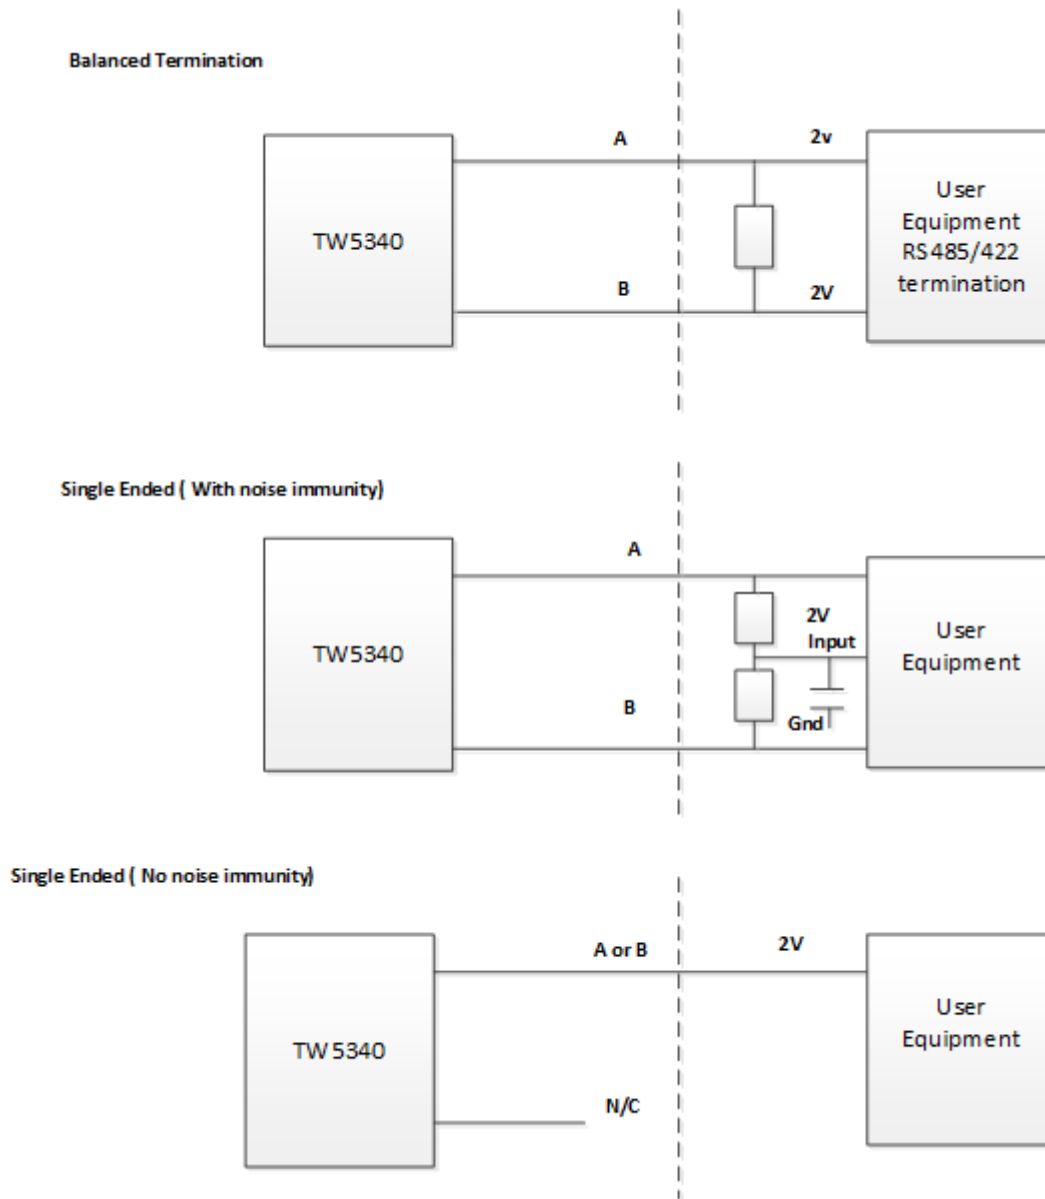 Balanced Termination
A
2v
TW5340
User
Equipment
RS485/422
termination
B
2V
Single Ended ( With noise immunity)
A
2V
Input
TW5340
User
Equipment
B
Gnd
Single Ended ( No noise immunity)
A or B
2V
User
Equipment
TW5340
N/C